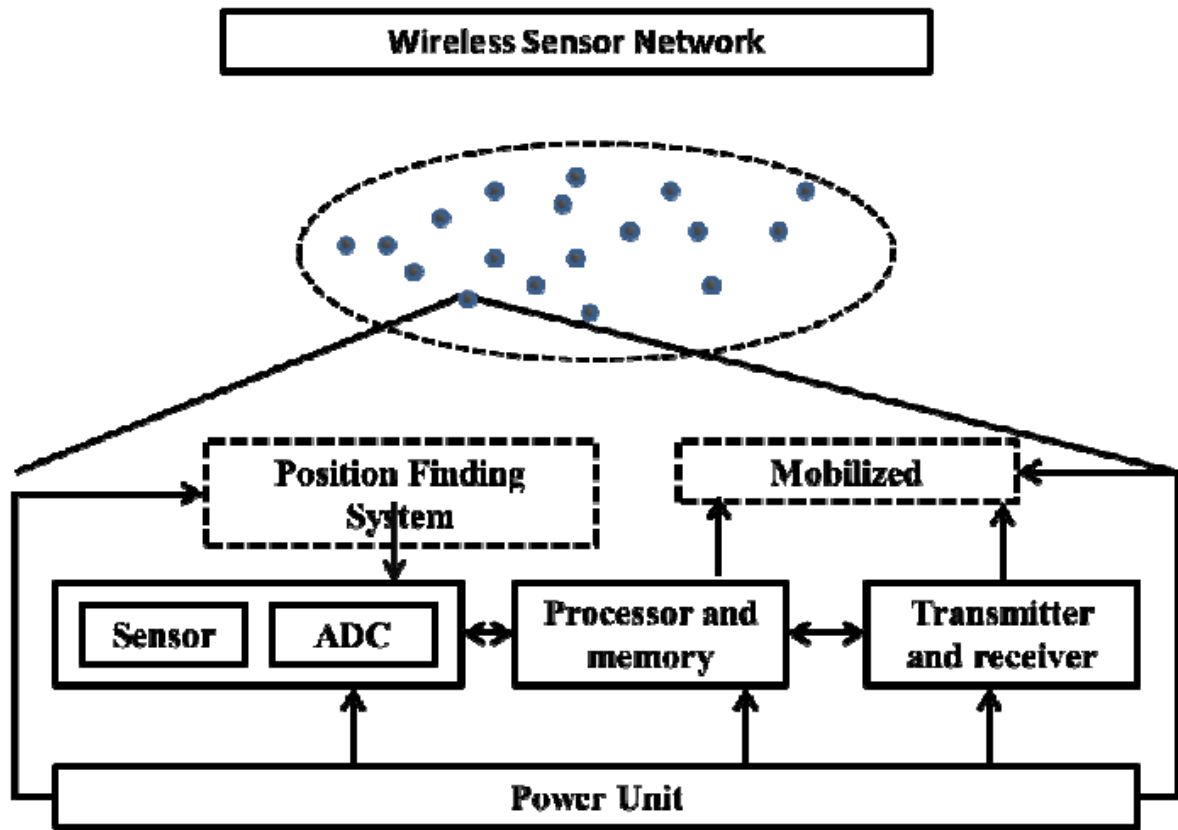 Wireless Sensor Network
Position Finding
System
Mobilized
Sensor
ADC
Processor and
memory
Transmitter
and receiver
Power Unit